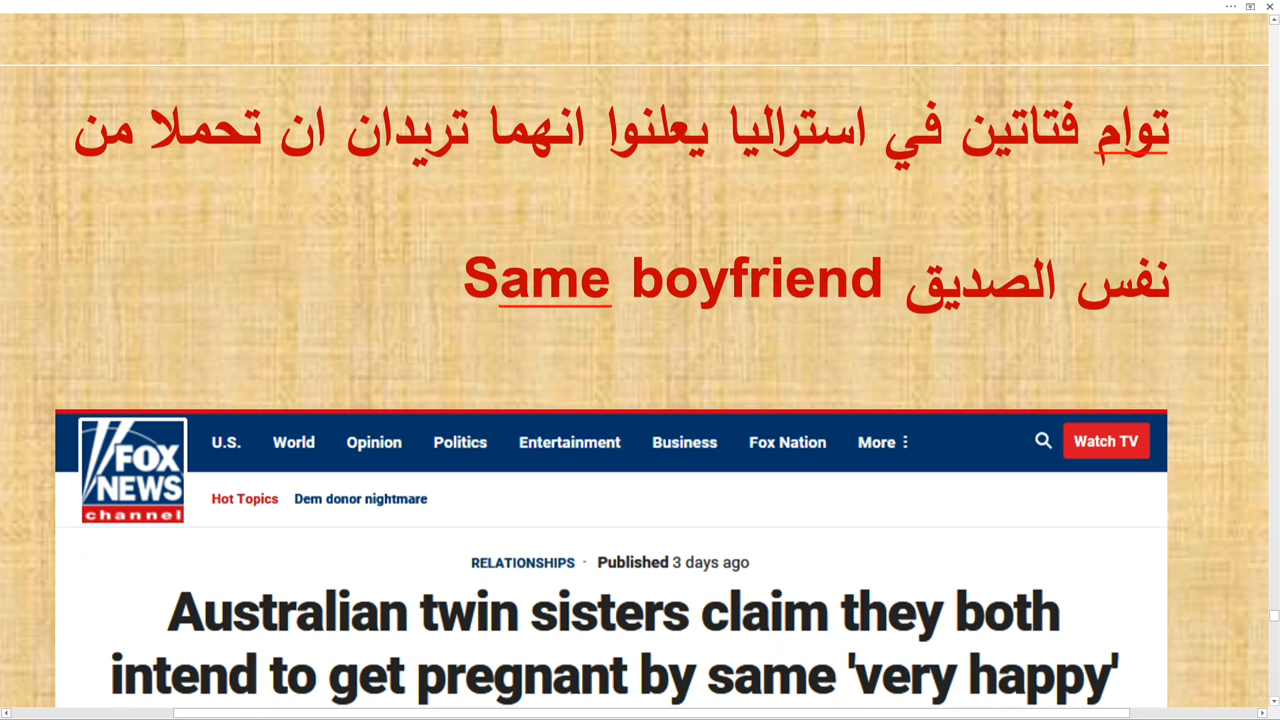 توام فتاتين في استراليا يعلنوا انهما تريدان ان تحملا من
نفس الصديق Same boyfriend
FOX
NEWS
channel
U.S. World Opinion Politics Entertainment Business Fox Nation More Watch TV
Hot Topics Dem donor nightmare
RELATIONSHIPS · Published 3 days ago
Australian twin sisters claim they both
intend to get pregnant by same 'very happy'